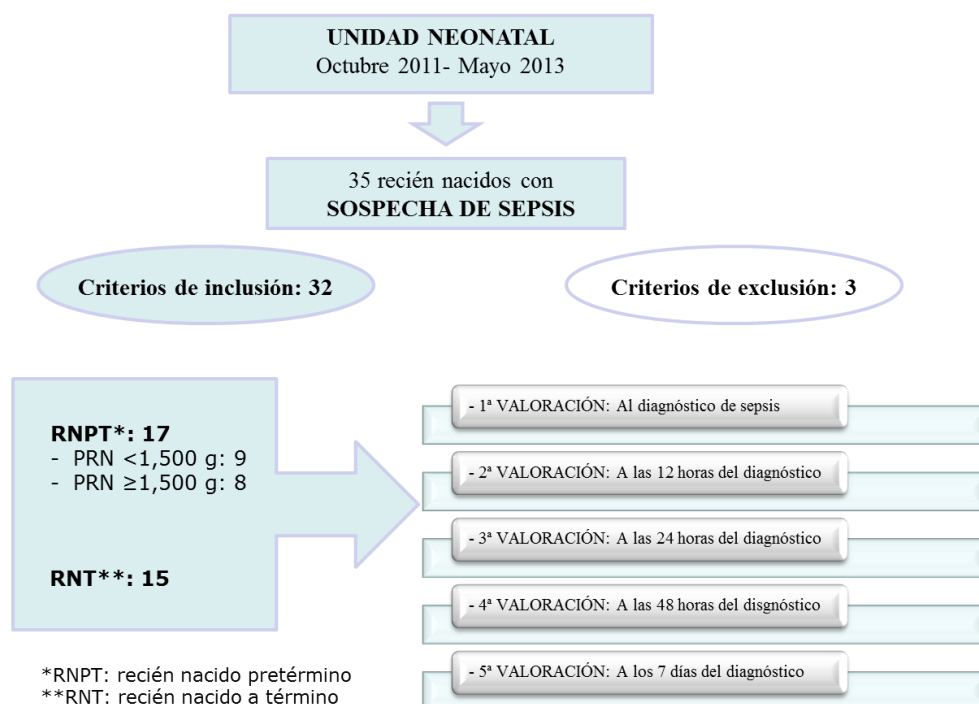 UNIDAD NEONATAL
Octubre 2011- Mayo 2013
35 recién nacidos con
SOSPECHA DE SEPSIS
Criterios de inclusión: 32
Criterios de exclusión: 3
RNPT*: 17
- PRN <1,500 g: 9
- PRN ≥1,500 g: 8
RNT**: 15
- 1ª VALORACIÓN: Al diagnóstico de sepsis
- 2ª VALORACIÓN: A las 12 horas del diagnóstico
- 3ª VALORACIÓN: A las 24 horas del diagnóstico
- 4ª VALORACIÓN: A las 48 horas del disgnóstico
- 5ª VALORACIÓN: A los 7 días del diagnóstico
*RNPT: recién nacido pretérmino
**RNT: recién nacido a término